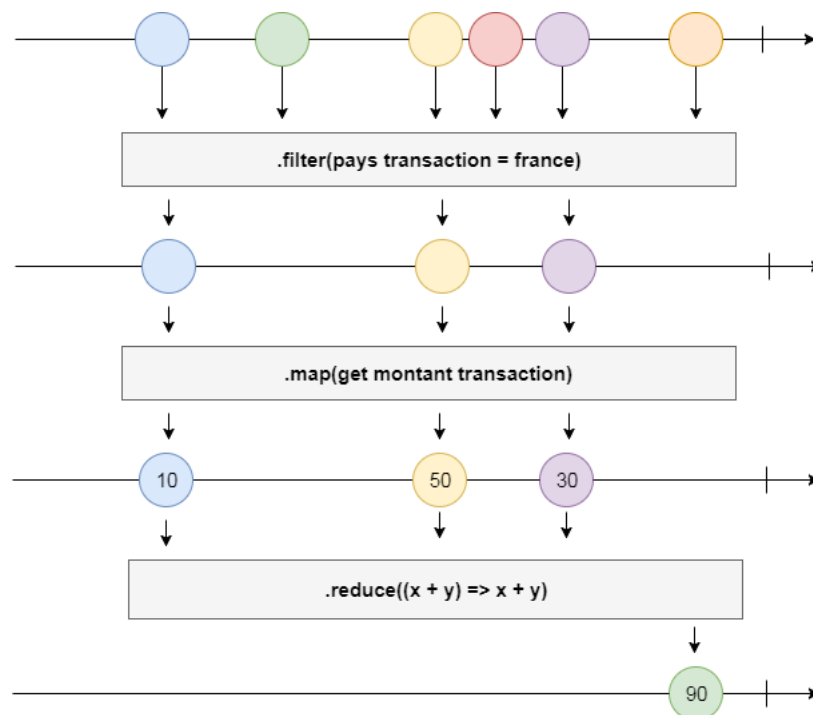 .filter(pays transaction = france)
.map(get montant transaction)
10 50 30
.reduce((x + y) => x + y)
90